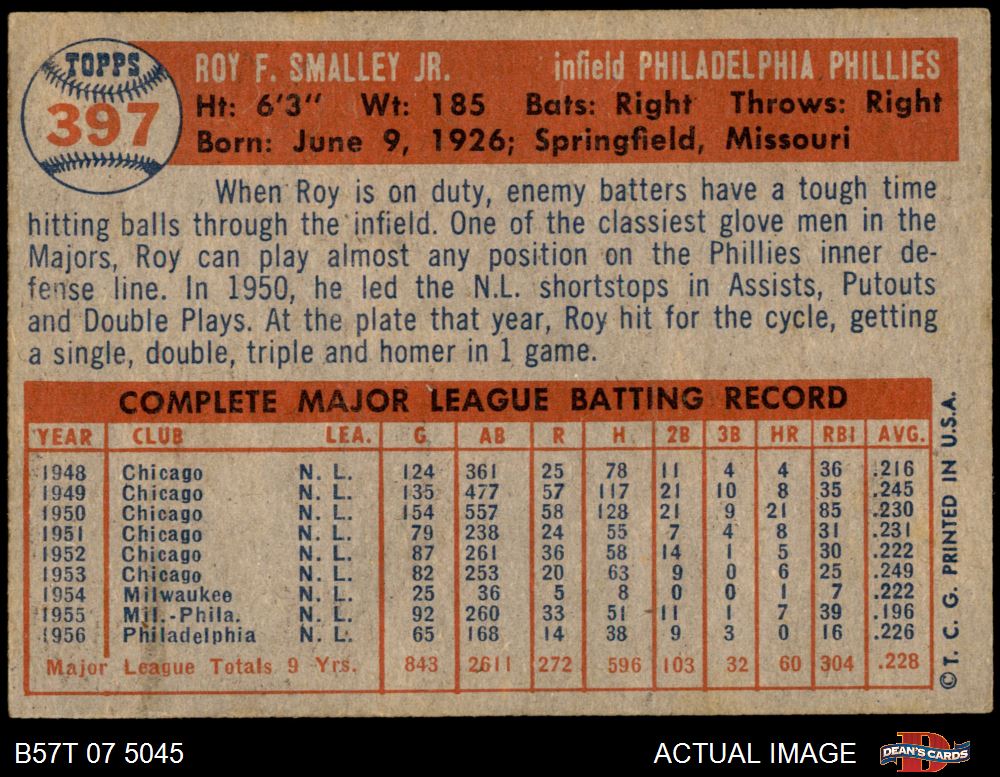 TOPPS
397
ROY F. SMALLEY JR. infield PHILADELPHIA PHILLIES
Ht: 6'3" Wt: 185 Bats: Right Throws: Right
Born: June 9, 1926; Springfield, Missouri
When Roy is on duty, enemy batters have a tough time
hitting balls through the infield. One of the classiest glove men in the
Majors, Roy can play almost any position on the Phillies inner de-
fense line. In 1950, he led the N.L. shortstops in Assists, Putouts
and Double Plays. At the plate that year, Roy hit for the cycle, getting
a single, double, triple and homer in 1 game.
COMPLETE MAJOR LEAGUE BATTING RECORD
YEAR CLUB LEA. G AB R H 2B 3B HR RBI AVG.
1948 Chicago N. L. 124 361 25 78 11 4 4 36 .216
1949 Chicago N. L. 135 477 57 117 21 10 8 35 .245
1950 Chicago N. L. 154 557 58 128 21 9 21 85 .230
1951 Chicago N. L. 79 238 24 55 7 4 8 31 .231
1952 Chicago N. L. 87 261 36 58 14 1 5 30 .222
1953 Chicago N. L. 82 253 20 63 9 0 6 25 .249
1954 Milwaukee N. L. 25 36 5 8 0 0 1 7 .222
1955 Mil.-Phila. N. L. 92 260 33 51 11 1 7 39 .196
1956 Philadelphia N. L. 65 168 14 38 9 3 0 16 .226
Major League Totals 9 Yrs. 843 2611 272 596 103 32 60 304 .228
©T. C. G. PRINTED IN U.S.A.
B57T 07 5045 ACTUAL IMAGE DEAN'S CARDS